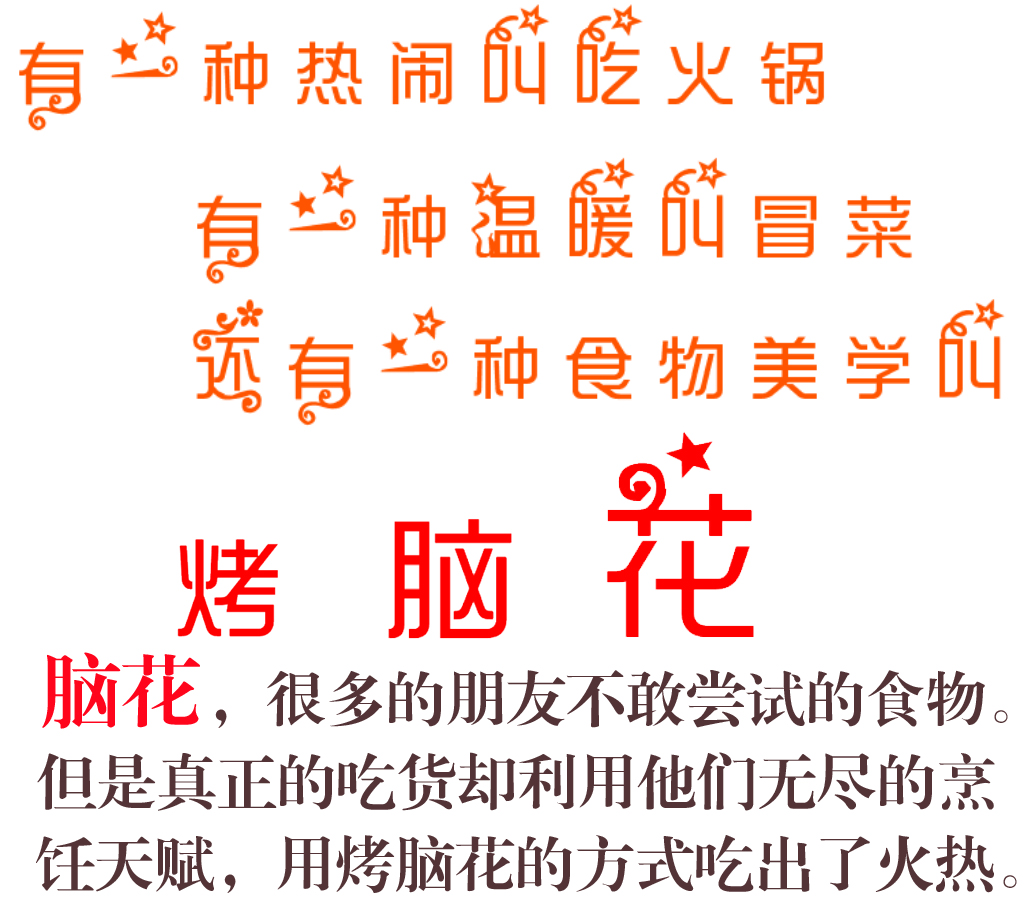 有一种热闹叫吃火锅
有一种温暖叫冒菜
还有一种食物美学叫
烤脑花
脑花，很多的朋友不敢尝试的食物。
但是真正的吃货却利用他们无尽的烹
饪天赋，用烤脑花的方式吃出了火热。